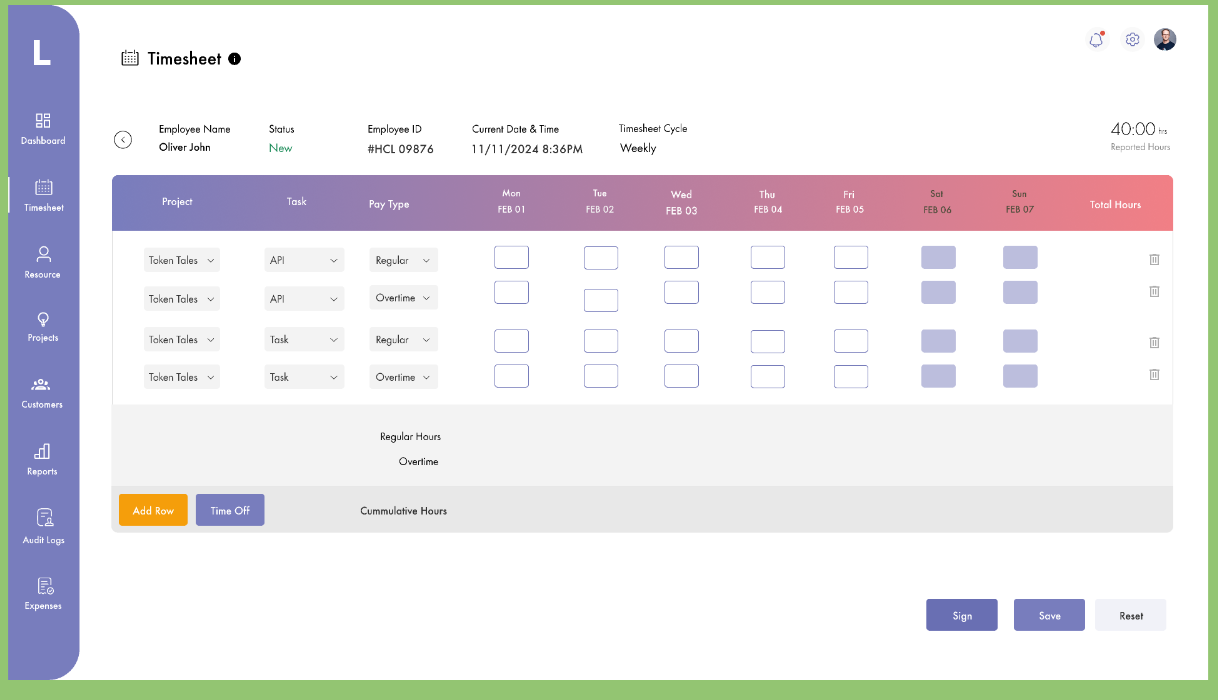 L
Timesheet
Dashboard
Timesheet
Resource
Projects
Customers
Reports
Audit Logs
Expenses
Employee Name
Oliver John
Status
New
Employee ID
#HCL 09876
Current Date & Time
11/11/2024 8:36PM
Timesheet Cycle
Weekly
40:00 hrs
Reported Hours
Project Task Pay Type Mon FEB 01 Tue FEB 02 Wed FEB 03 Thu FEB 04 Fri FEB 05 Sat FEB 06 Sun FEB 07 Total Hours
Token Tales API Regular
Token Tales API Overtime
Token Tales Task Regular
Token Tales Task Overtime
Regular Hours
Overtime
Add Row Time Off Cummulative Hours
Sign Save Reset